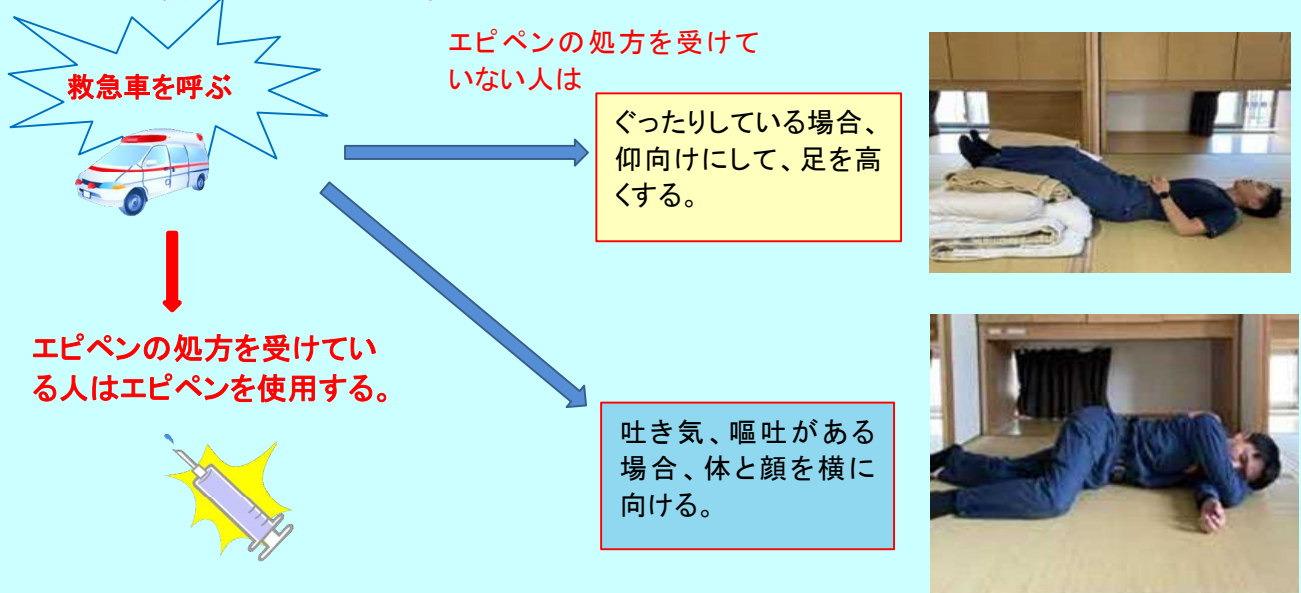 救急車を呼ぶ
エピペンの処方を受けて
いない人は
ぐったりしている場合、
仰向けにして、足を高
くする。
エピペンの処方を受けてい
る人はエピペンを使用する。
吐き気、嘔吐がある
場合、体と顔を横に
向ける。